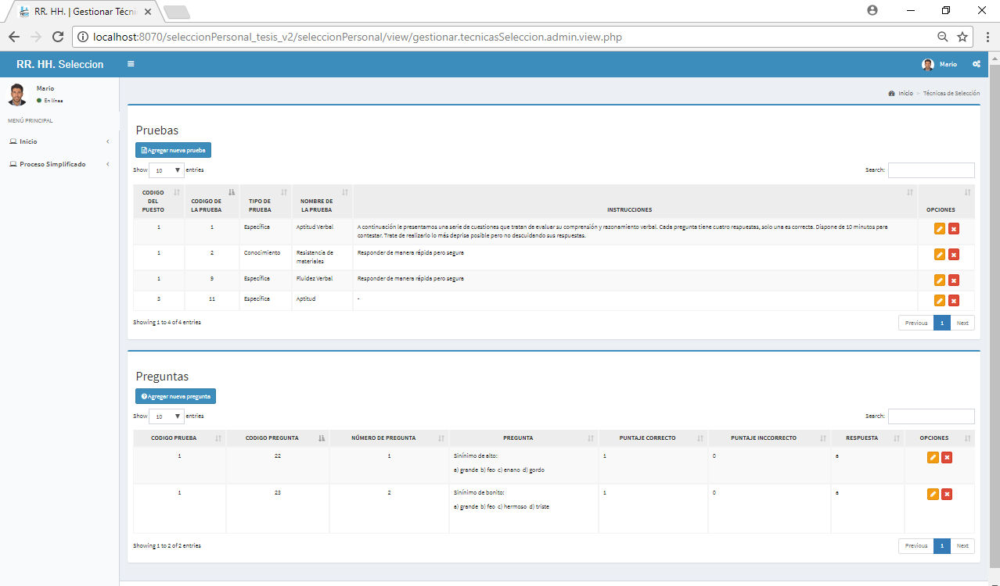 RR. HH. | Gestionar Técni
localhost:8070/seleccionPersonal_tesis_v2/seleccionPersonal/view/gestionar.tecnicasSeleccion.admin.view.php
RR. HH. Seleccion
Mario
Mario
En línea
MENÚ PRINCIPAL
Inicio
Proceso Simplificado
Inicio > Técnicas de Selección
Pruebas
Agregar nueva prueba
Show 10 entries
Search:
CODIGO DEL PUESTO CODIGO DE LA PRUEBA TIPO DE PRUEBA NOMBRE DE LA PRUEBA INSTRUCCIONES OPCIONES
1 1 Específica Aptitud Verbal A continuación le presentamos una serie de cuestiones que tratan de evaluar su comprensión y razonamiento verbal. Cada pregunta tiene cuatro respuestas, solo una es correcta. Dispone de 10 minutos para
contestar. Trate de realizarlo lo más deprisa posible pero no descuidando sus respuestas.
1 2 Conocimiento Resistencia de materiales Responder de manera rápida pero segura
1 9 Específica Fluidez Verbal Responder de manera rápida pero segura
3 11 Específica Aptitud -
Showing 1 to 4 of 4 entries
Previous 1 Next
Preguntas
Agregar nueva pregunta
Show 10 entries
Search:
CODIGO PRUEBA CODIGO PREGUNTA NÚMERO DE PREGUNTA PREGUNTA PUNTAJE CORRECTO PUNTAJE INCCORRECTO RESPUESTA OPCIONES
1 22 1 Sinínimo de alto: 1 0 a
a) grande b) feo c) enano d) gordo
1 23 2 Sinínimo de bonito: 1 0 a
a) grande b) feo c) hermoso d) triste
Showing 1 to 2 of 2 entries
Previous 1 Next